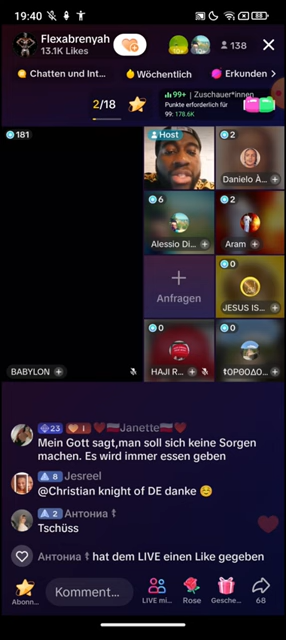 19:40
88
Flexabrenyah
13.1K Likes
138
Chatten und Int...
Wöchentlich
Erkunden >
2/18
99+ | Zuschauer*innen
Punkte erforderlich für
99: 178.6K
181
Host
2
Danielo À...
6
Alessio Di...
2
Aram
Anfragen
0
JESUS IS...
BABYLON
0
HAJI R...
0
₺OPΘOΔO...
23 i ❤️🇷🇸Janette🇷🇸❤️
Mein Gott sagt,man soll sich keine Sorgen
machen. Es wird immer essen geben
8 Jesreel
@Christian knight of DE danke ☺️
2 Антониа ☦
Tschüss
Антониа ☦ hat dem LIVE einen Like gegeben
Abonn...
Komment...
LIVE mi...
Rose
Gesche...
68